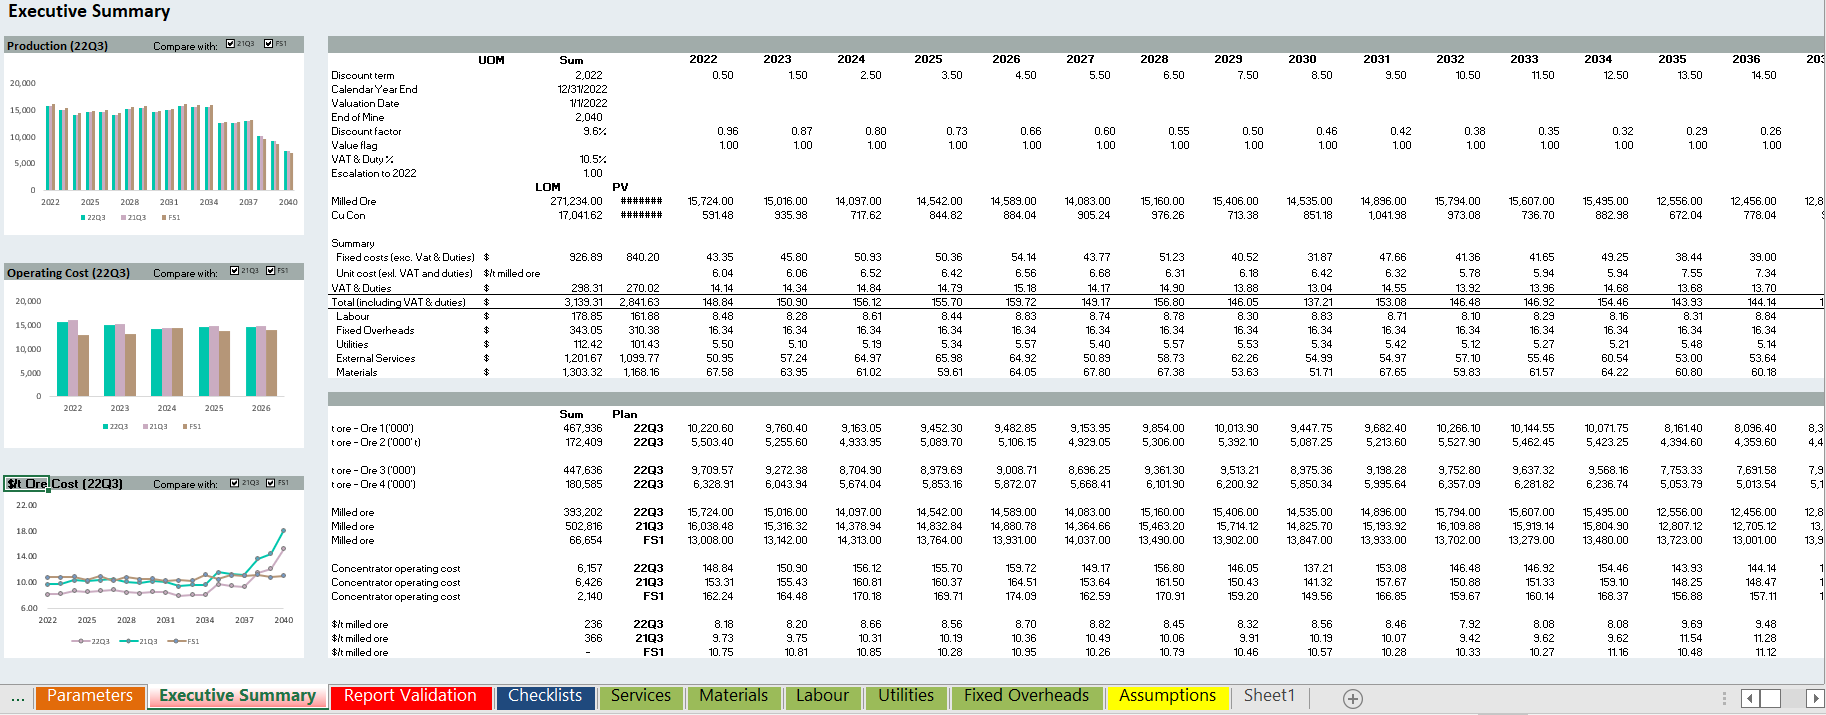 Executive Summary
Production (22Q3) Compare with: 21Q3 FS1
20,000
15,000
10,000
5,000
0
2022 2025 2028 2031 2034 2037 2040
22Q3 21Q3 FS1
Operating Cost (22Q3) Compare with: 21Q3 FS1
20,000
15,000
10,000
5,000
0
2022 2023 2024 2025 2026
22Q3 21Q3 FS1
$/t Ore Cost (22Q3) Compare with: 21Q3 FS1
22.00
18.00
14.00
10.00
6.00
2022 2025 2028 2031 2034 2037 2040
22Q3 21Q3 FS1
UOM Sum 2022 2023 2024 2025 2026 2027 2028 2029 2030 2031 2032 2033 2034 2035 2036 203
Discount term 2,022 0.50 1.50 2.50 3.50 4.50 5.50 6.50 7.50 8.50 9.50 10.50 11.50 12.50 13.50 14.50
Calendar Year End 12/31/2022
Valuation Date 1/1/2022
End of Mine 2,040
Discount factor 9.6% 0.96 0.87 0.80 0.73 0.66 0.60 0.55 0.50 0.46 0.42 0.38 0.35 0.32 0.29 0.26
Value flag 1.00 1.00 1.00 1.00 1.00 1.00 1.00 1.00 1.00 1.00 1.00 1.00 1.00 1.00 1.00
VAT & Duty % 10.5%
Escalation to 2022 1.00
LOM PV
Milled Ore 271,234.00 ####### 15,724.00 15,016.00 14,097.00 14,542.00 14,589.00 14,083.00 15,160.00 15,406.00 14,535.00 14,896.00 15,794.00 15,607.00 15,495.00 12,556.00 12,456.00 12,8
Cu Con 17,041.62 ####### 591.48 935.98 717.62 844.82 884.04 905.24 976.26 713.38 851.18 1,041.98 973.08 736.70 882.98 672.04 778.04
Summary
Fixed costs (exc. Vat & Duties) $ 926.89 840.20 43.35 45.80 50.93 50.36 54.14 43.77 51.23 40.52 31.87 47.66 41.36 41.65 49.25 38.44 39.00
Unit cost (exl. VAT and duties) $/t milled ore 6.04 6.06 6.52 6.42 6.56 6.68 6.31 6.18 6.42 6.32 5.78 5.94 5.94 7.55 7.34
VAT & Duties $ 298.31 270.02 14.14 14.34 14.84 14.79 15.18 14.17 14.90 13.88 13.04 14.55 13.92 13.96 14.68 13.68 13.70
Total (including VAT & duties) $ 3,139.31 2,841.63 148.84 150.90 156.12 155.70 159.72 149.17 156.80 146.05 137.21 153.08 146.48 146.92 154.46 143.93 144.14 1
Labour $ 178.85 161.88 8.48 8.28 8.61 8.44 8.83 8.74 8.78 8.30 8.83 8.71 8.10 8.29 8.16 8.31 8.84
Fixed Overheads $ 343.05 310.38 16.34 16.34 16.34 16.34 16.34 16.34 16.34 16.34 16.34 16.34 16.34 16.34 16.34 16.34 16.34
Utilities $ 112.42 101.43 5.50 5.10 5.19 5.34 5.57 5.40 5.57 5.53 5.34 5.42 5.12 5.27 5.21 5.48 5.14
External Services $ 1,201.67 1,099.77 50.95 57.24 64.97 65.98 64.92 50.89 58.73 62.26 54.99 54.97 57.10 55.46 60.54 53.00 53.64
Materials $ 1,303.32 1,168.16 67.58 63.95 61.02 59.61 64.05 67.80 67.38 53.63 51.71 67.65 59.83 61.57 64.22 60.80 60.18
Sum Plan
t ore - Ore 1 ('000') 467,936 22Q3 10,220.60 9,760.40 9,163.05 9,452.30 9,482.85 9,153.95 9,854.00 10,013.90 9,447.75 9,682.40 10,266.10 10,144.55 10,071.75 8,161.40 8,096.40 8,3
t ore - Ore 2 ('000' t) 172,409 22Q3 5,503.40 5,255.60 4,933.95 5,089.70 5,106.15 4,929.05 5,306.00 5,392.10 5,087.25 5,213.60 5,527.90 5,462.45 5,423.25 4,394.60 4,359.60 4,4
t ore - Ore 3 ('000') 447,636 22Q3 9,709.57 9,272.38 8,704.90 8,979.69 9,008.71 8,696.25 9,361.30 9,513.21 8,975.36 9,198.28 9,752.80 9,637.32 9,568.16 7,753.33 7,691.58 7,9
t ore - Ore 4 ('000') 180,585 22Q3 6,328.91 6,043.94 5,674.04 5,853.16 5,872.07 5,668.41 6,101.90 6,200.92 5,850.34 5,995.64 6,357.09 6,281.82 6,236.74 5,053.79 5,013.54 5,1
Milled ore 393,202 22Q3 15,724.00 15,016.00 14,097.00 14,542.00 14,589.00 14,083.00 15,160.00 15,406.00 14,535.00 14,896.00 15,794.00 15,607.00 15,495.00 12,556.00 12,456.00 12,8
Milled ore 502,816 21Q3 16,038.48 15,316.32 14,378.94 14,832.84 14,880.78 14,364.66 15,463.20 15,714.12 14,825.70 15,193.92 16,109.88 15,919.14 15,804.90 12,807.12 12,705.12 13,
Milled ore 66,654 FS1 13,008.00 13,142.00 14,313.00 13,764.00 13,931.00 14,037.00 13,490.00 13,902.00 13,847.00 13,933.00 13,702.00 13,279.00 13,480.00 13,723.00 13,001.00 13,9
Concentrator operating cost 6,157 22Q3 148.84 150.90 156.12 155.70 159.72 149.17 156.80 146.05 137.21 153.08 146.48 146.92 154.46 143.93 144.14 1
Concentrator operating cost 6,426 21Q3 153.31 155.43 160.81 160.37 164.51 153.64 161.50 150.43 141.32 157.67 150.88 151.33 159.10 148.25 148.47 1
Concentrator operating cost 2,140 FS1 162.24 164.48 170.18 169.71 174.09 162.59 170.91 159.20 149.56 166.85 159.67 160.14 168.37 156.88 157.11 1
$/t milled ore 236 22Q3 8.18 8.20 8.66 8.56 8.70 8.82 8.45 8.32 8.56 8.46 7.92 8.08 8.08 9.69 9.48
$/t milled ore 366 21Q3 9.73 9.75 10.31 10.19 10.36 10.49 10.06 9.91 10.19 10.07 9.42 9.62 9.62 11.54 11.28
$/t milled ore - FS1 10.75 10.81 10.85 10.28 10.95 10.26 10.79 10.46 10.57 10.28 10.33 10.27 11.16 10.48 11.12
... Parameters Executive Summary Report Validation Checklists Services Materials Labour Utilities Fixed Overheads Assumptions Sheet1